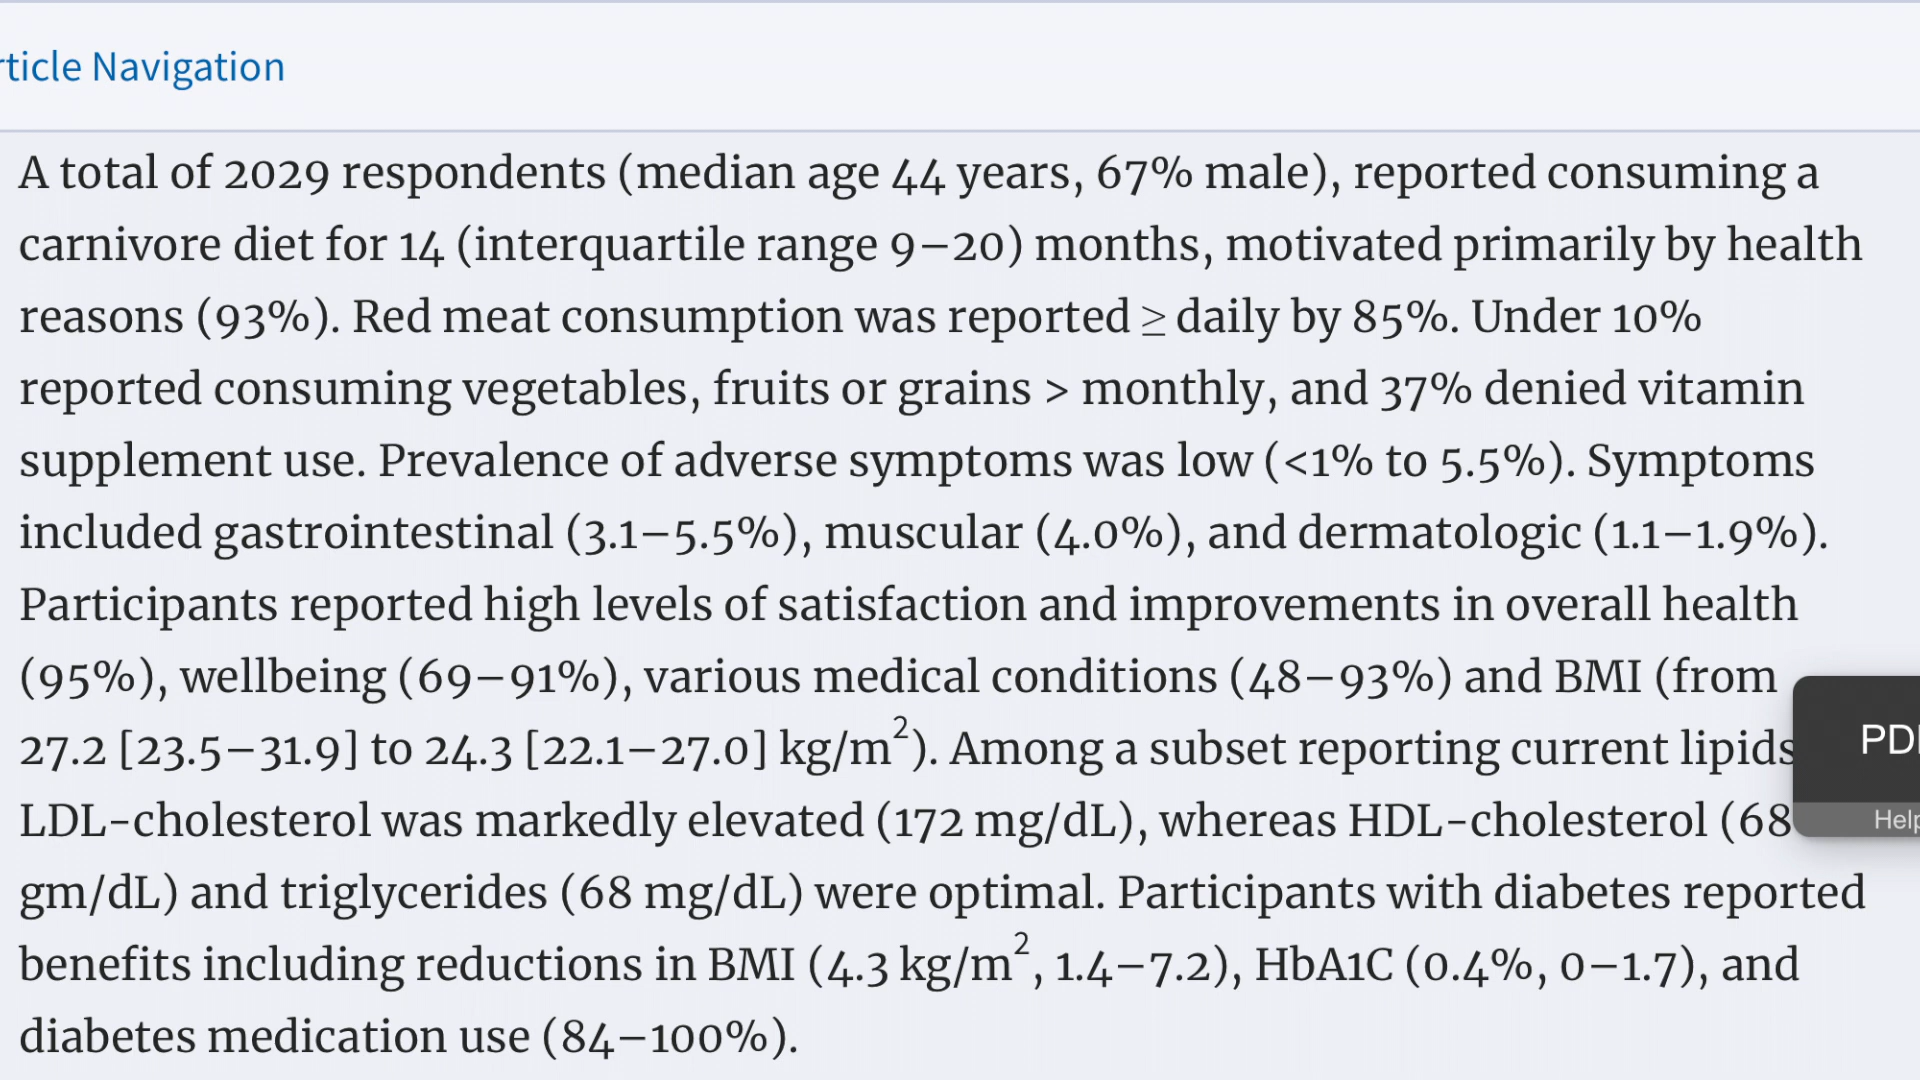 rticle Navigation
A total of 2029 respondents (median age 44 years, 67% male), reported consuming a
carnivore diet for 14 (interquartile range 9–20) months, motivated primarily by health
reasons (93%). Red meat consumption was reported ≥ daily by 85%. Under 10%
reported consuming vegetables, fruits or grains > monthly, and 37% denied vitamin
supplement use. Prevalence of adverse symptoms was low (<1% to 5.5%). Symptoms
included gastrointestinal (3.1–5.5%), muscular (4.0%), and dermatologic (1.1–1.9%).
Participants reported high levels of satisfaction and improvements in overall health
(95%), wellbeing (69–91%), various medical conditions (48–93%) and BMI (from
27.2 [23.5–31.9] to 24.3 [22.1–27.0] kg/m²). Among a subset reporting current lipids
LDL-cholesterol was markedly elevated (172 mg/dL), whereas HDL-cholesterol (68
gm/dL) and triglycerides (68 mg/dL) were optimal. Participants with diabetes reported
benefits including reductions in BMI (4.3 kg/m², 1.4–7.2), HbA1C (0.4%, 0–1.7), and
diabetes medication use (84–100%).
PD
Help